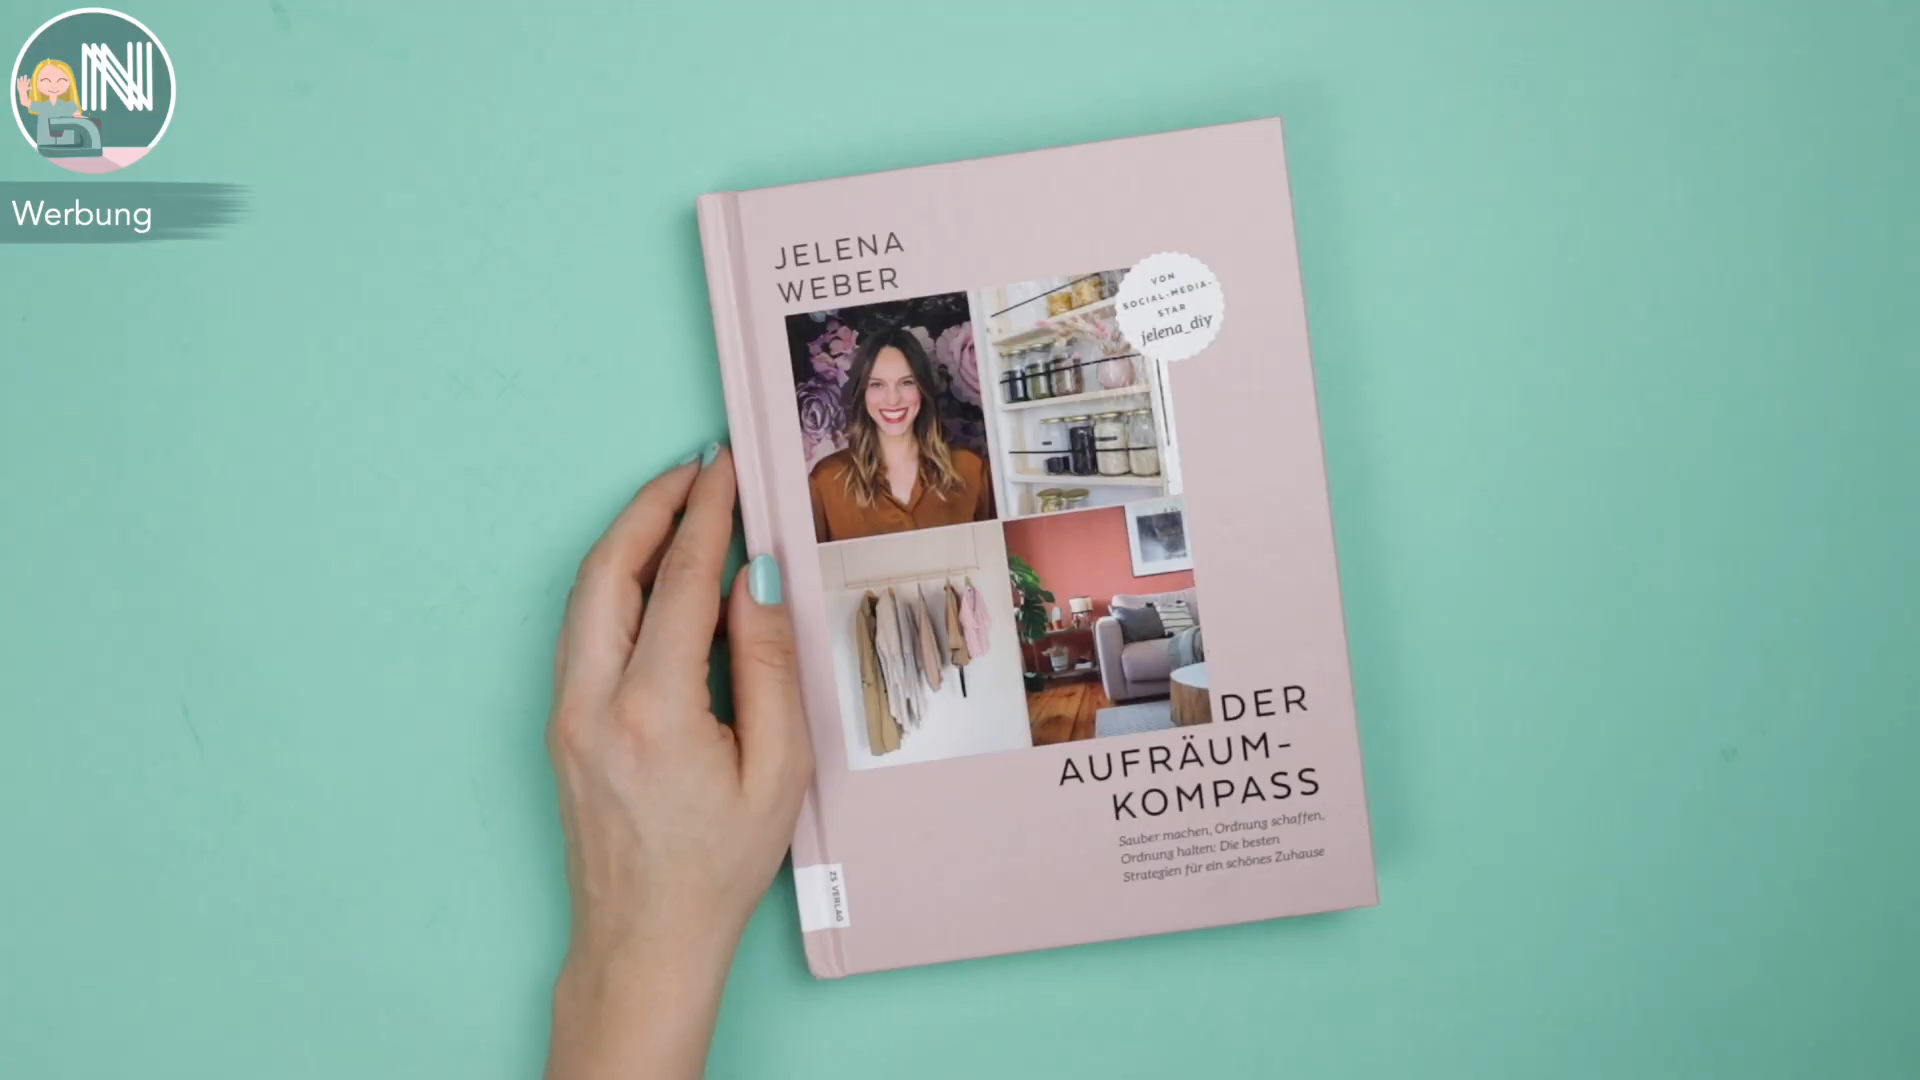 N
Werbung
JELENA
WEBER
VON
SOCIAL-MEDIA-
STAR
jelena_diy
DER
AUFRÄUM-
KOMPASS
Sauber machen, Ordnung schaffen,
Ordnung halten: Die besten
Strategien für ein schönes Zuhause
ZS VERLAG